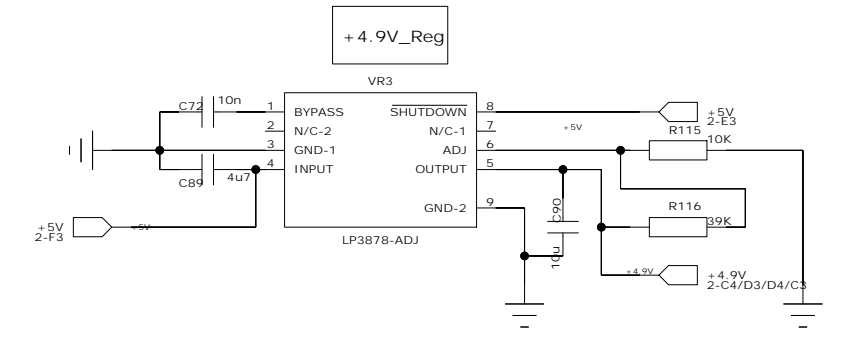 +4.9V_Reg
VR3
C72
10n
1
BYPASS
SHUTDOWN
8
+5V
2-E3
2
N/C-2
N/C-1
7
+5V
R115
10K
3
GND-1
ADJ
6
4
INPUT
OUTPUT
5
C89
4u7
R116
39K
C90
10u
GND-2
9
+5V
2-F3
+5V
LP3878-ADJ
+4.9V
+4.9V
2-C4/D3/D4/C3